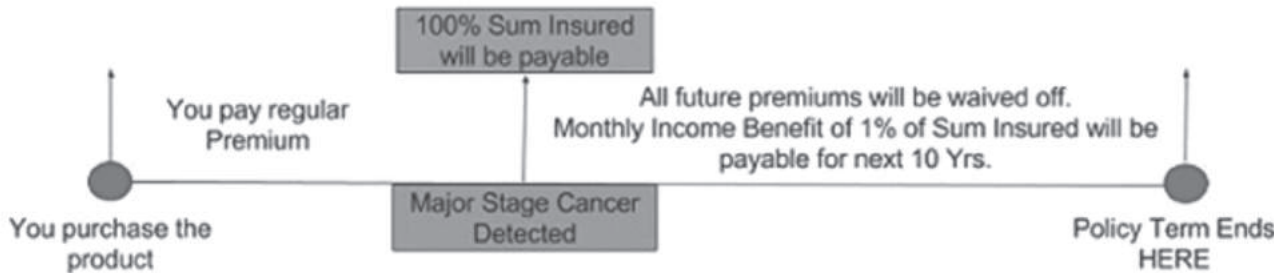 100% Sum Insured
will be payable
You pay regular
Premium
All future premiums will be waived off.
Monthly Income Benefit of 1% of Sum Insured will be
payable for next 10 Yrs.
You purchase the
product
Major Stage Cancer
Detected
Policy Term Ends
HERE